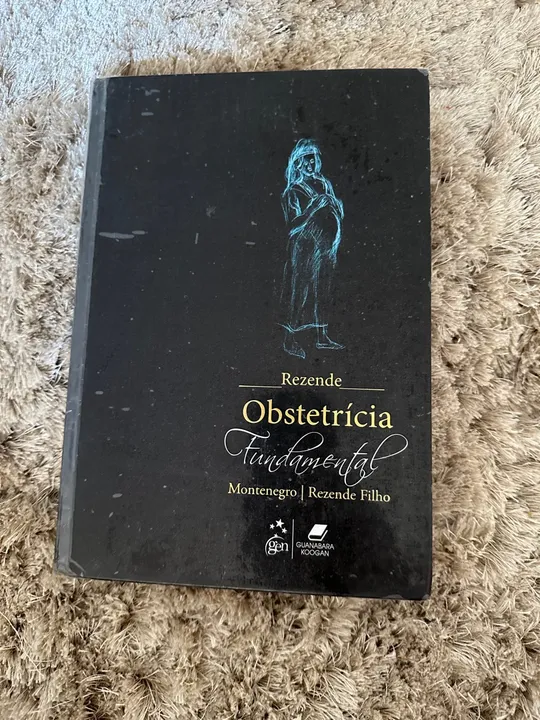 Rezende
Obstetrícia
Fundamental
Montenegro | Rezende Filho
gen | GUANABARA
KOOGAN